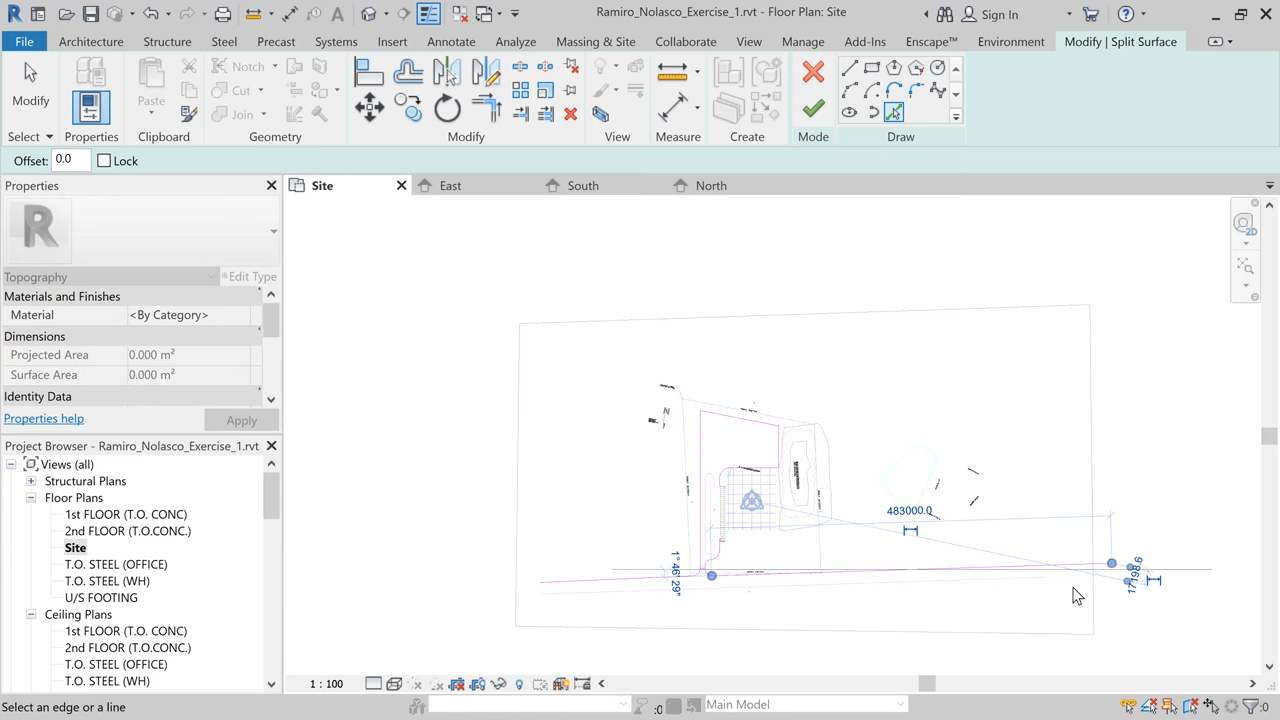 Ramiro_Nolasco_Exercise_1.rvt - Floor Plan: Site
Sign In
File Architecture Structure Steel Precast Systems Insert Annotate Analyze Massing & Site Collabora View Manage Add-Ins Enscape™ Environment Modify | Split Surface
Modify
Paste
Notch
Cut
Join
Select Properties Clipboard Geometry Modify View Measure Create Mode Draw
Offset: 0.0 Lock
Properties
Site East South North
2D
R
Topography Edit Type
Materials and Finishes
Material <By Category>
Dimensions
Projected Area 0.000 m²
Surface Area 0.000 m²
Identity Data
Properties help Apply
Project Browser - Ramiro_Nolasco_Exercise_1.rvt
Views (all)
Structural Plans
Floor Plans
1st FLOOR (T.O. CONC)
2nd FLOOR (T.O. CONC.)
Site
T.O. STEEL (OFFICE)
T.O. STEEL (WH)
U/S FOOTING
Ceiling Plans
1st FLOOR (T.O. CONC)
2nd FLOOR (T.O. CONC.)
T.O. STEEL (OFFICE)
T.O. STEEL (WH)
N
483000.0
1° 46' 29"
1 : 100
Select an edge or a line
:0
Main Model
:0